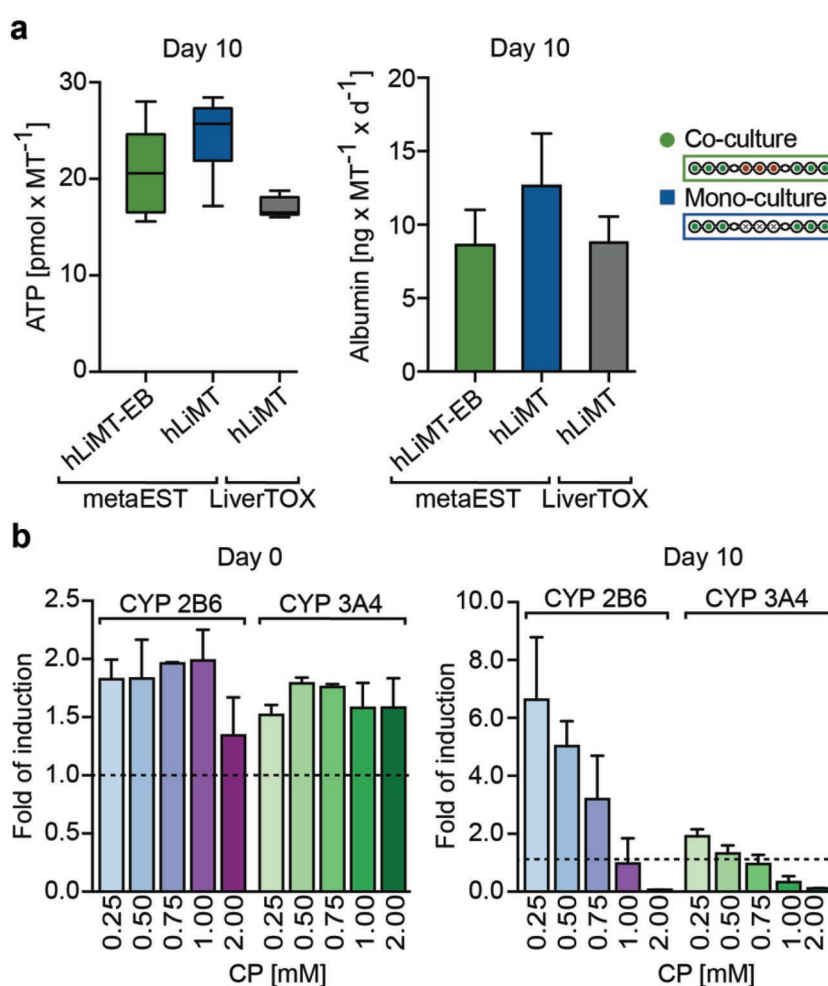 a
Day 10
ATP [pmol x MT⁻¹]
30
20
10
0
hLiMT-EB
hLiMT
hLiMT
metaEST
LiverTOX
Day 10
Albumin [ng x MT⁻¹ x d⁻¹]
20
15
10
5
0
hLiMT-EB
hLiMT
hLiMT
metaEST
LiverTOX
Co-culture
Mono-culture
b
Day 0
Fold of induction
2.5
2.0
1.5
1.0
0.5
0.0
CYP 2B6
CYP 3A4
0.25
0.50
0.75
1.00
2.00
0.25
0.50
0.75
1.00
2.00
CP [mM]
Day 10
Fold of induction
10.0
8.0
6.0
4.0
2.0
0.0
CYP 2B6
CYP 3A4
0.25
0.50
0.75
1.00
2.00
0.25
0.50
0.75
1.00
2.00
CP [mM]